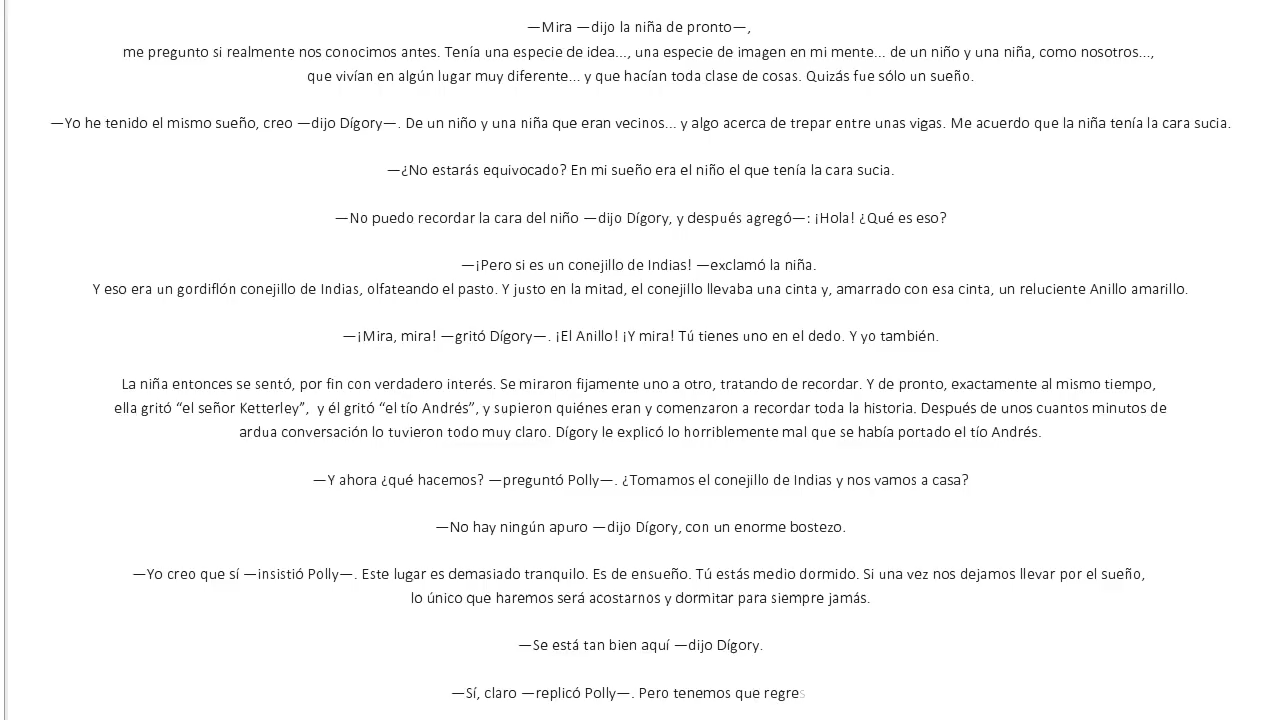 —Mira —dijo la niña de pronto—,
me pregunto si realmente nos conocimos antes. Tenía una especie de idea..., una especie de imagen en mi mente... de un niño y una niña, como nosotros...,
que vivían en algún lugar muy diferente... y que hacían toda clase de cosas. Quizás fue sólo un sueño.
—Yo he tenido el mismo sueño, creo —dijo Dígory—. De un niño y una niña que eran vecinos... y algo acerca de trepar entre unas vigas. Me acuerdo que la niña tenía la cara sucia.
—¿No estarás equivocado? En mi sueño era el niño el que tenía la cara sucia.
—No puedo recordar la cara del niño —dijo Dígory, y después agregó—: ¡Hola! ¿Qué es eso?
—¡Pero si es un conejillo de Indias! —exclamó la niña.
Y eso era un gordiflón conejillo de Indias, olfateando el pasto. Y justo en la mitad, el conejillo llevaba una cinta y, amarrado con esa cinta, un reluciente Anillo amarillo.
—¡Mira, mira! —gritó Dígory—. ¡El Anillo! ¡Y mira! Tú tienes uno en el dedo. Y yo también.
La niña entonces se sentó, por fin con verdadero interés. Se miraron fijamente uno a otro, tratando de recordar. Y de pronto, exactamente al mismo tiempo,
ella gritó “el señor Ketterley”, y él gritó “el tío Andrés”, y supieron quiénes eran y comenzaron a recordar toda la historia. Después de unos cuantos minutos de
ardua conversación lo tuvieron todo muy claro. Dígory le explicó lo horriblemente mal que se había portado el tío Andrés.
—Y ahora ¿qué hacemos? —preguntó Polly—. ¿Tomamos el conejillo de Indias y nos vamos a casa?
—No hay ningún apuro —dijo Dígory, con un enorme bostezo.
—Yo creo que sí —insistió Polly—. Este lugar es demasiado tranquilo. Es de ensueño. Tú estás medio dormido. Si una vez nos dejamos llevar por el sueño,
lo único que haremos será acostarnos y dormitar para siempre jamás.
—Se está tan bien aquí —dijo Dígory.
—Sí, claro —replicó Polly—. Pero tenemos que regres